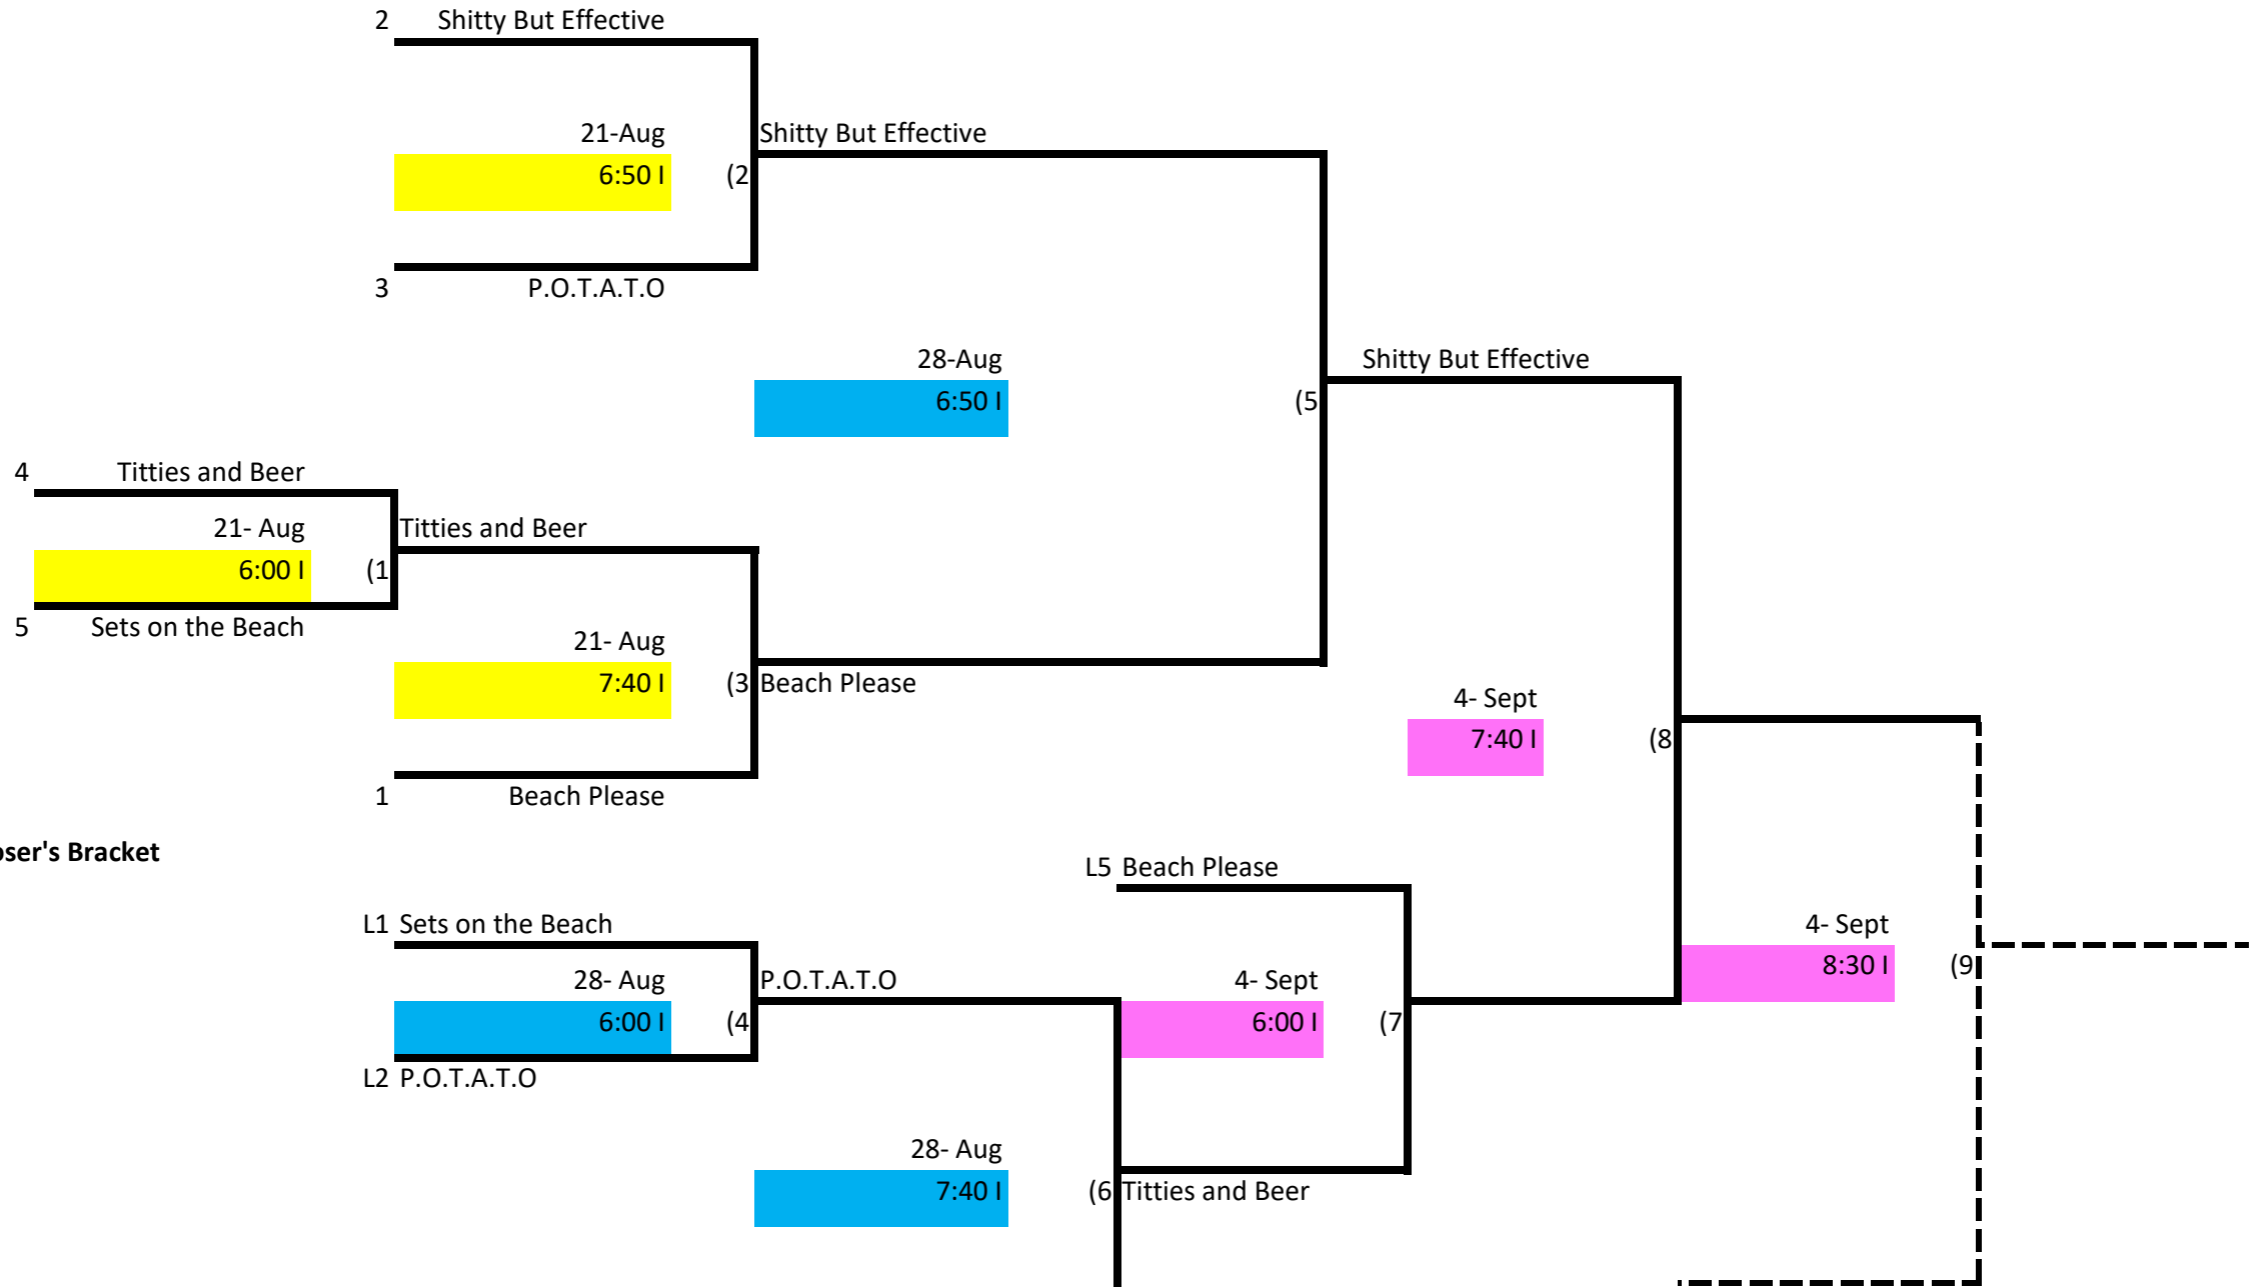 2 Shitty But Effective
21-Aug
Shitty But Effective
6:50 I (2
3 P.O.T.A.T.O
28-Aug
Shitty But Effective
6:50 I (5
4 Titties and Beer
21- Aug
Titties and Beer
6:00 I (1
5 Sets on the Beach
21- Aug
7:40 I (3 Beach Please
4- Sept
7:40 I (8
1 Beach Please
oser's Bracket
L5 Beach Please
L1 Sets on the Beach
4- Sept
28- Aug
P.O.T.A.T.O
4- Sept
8:30 I (9
6:00 I (4
6:00 I (7
L2 P.O.T.A.T.O
28- Aug
7:40 I (6 Titties and Beer